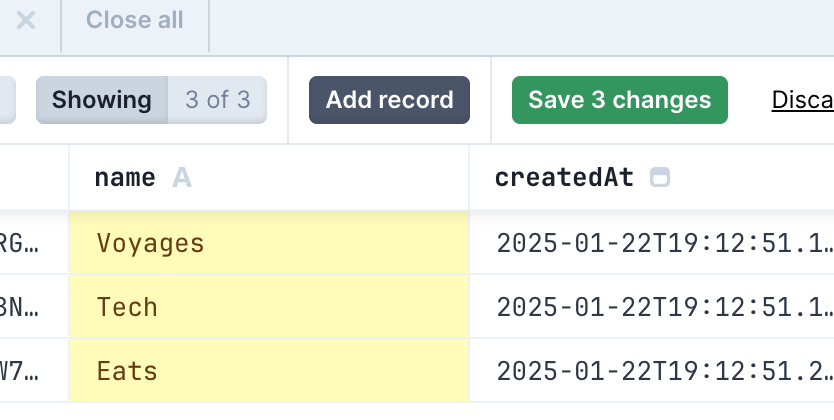 Close all
Showing 3 of 3 Add record Save 3 changes Disca
name A createdAt
RG… Voyages 2025-01-22T19:12:51.1…
3N… Tech 2025-01-22T19:12:51.1…
W7… Eats 2025-01-22T19:12:51.2…